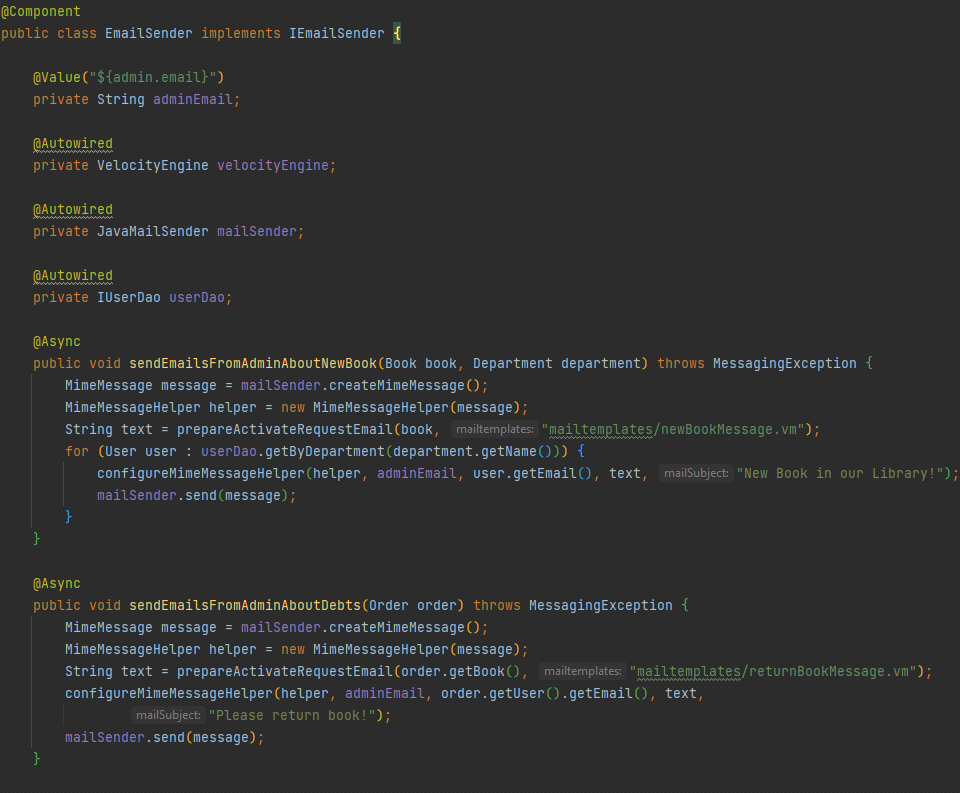 @Component
public class EmailSender implements IEmailSender {
@Value("${admin.email}")
private String adminEmail;
@Autowired
private VelocityEngine velocityEngine;
@Autowired
private JavaMailSender mailSender;
@Autowired
private IUserDao userDao;
@Async
public void sendEmailsFromAdminAboutNewBook(Book book, Department department) throws MessagingException {
MimeMessage message = mailSender.createMimeMessage();
MimeMessageHelper helper = new MimeMessageHelper(message);
String text = prepareActivateRequestEmail(book, mailtemplates: "mailtemplates/newBookMessage.vm");
for (User user : userDao.getByDepartment(department.getName())) {
configureMimeMessageHelper(helper, adminEmail, user.getEmail(), text, mailSubject: "New Book in our Library!");
mailSender.send(message);
}
}
@Async
public void sendEmailsFromAdminAboutDebts(Order order) throws MessagingException {
MimeMessage message = mailSender.createMimeMessage();
MimeMessageHelper helper = new MimeMessageHelper(message);
String text = prepareActivateRequestEmail(order.getBook(), mailtemplates: "mailtemplates/returnBookMessage.vm");
configureMimeMessageHelper(helper, adminEmail, order.getUser().getEmail(), text,
mailSubject: "Please return book!");
mailSender.send(message);
}